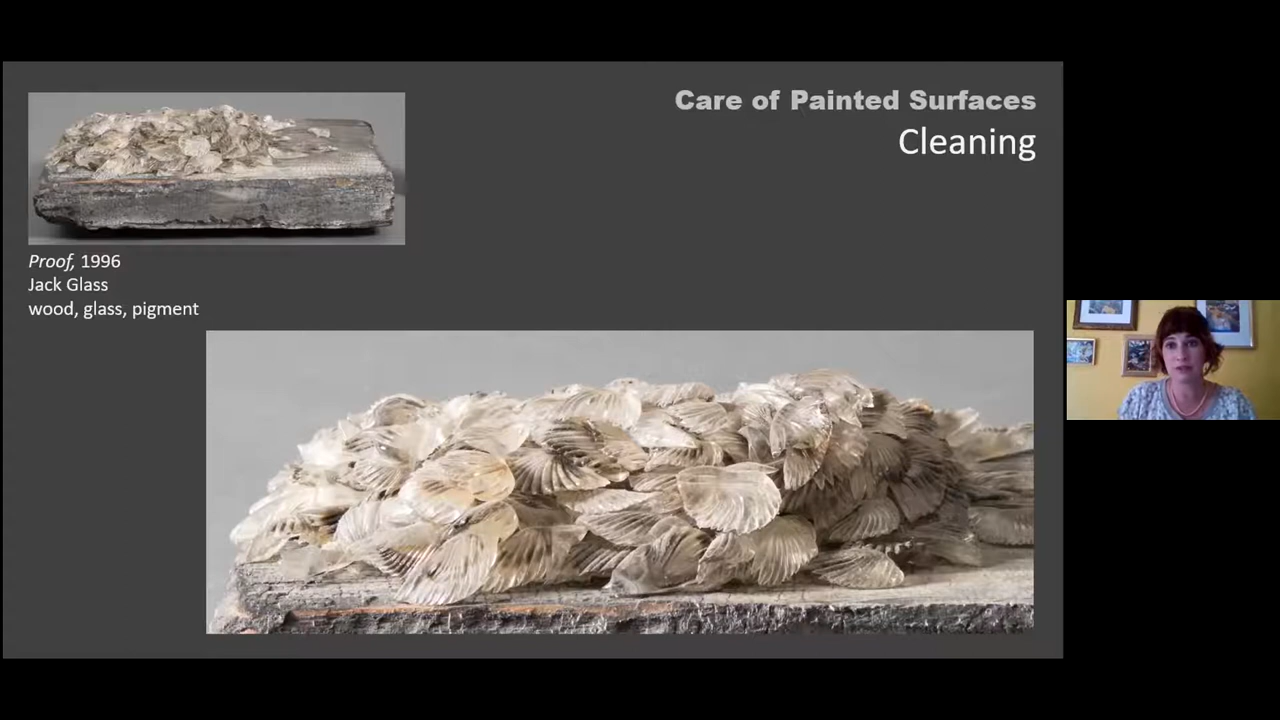 Care of Painted Surfaces
Cleaning
Proof, 1996
Jack Glass
wood, glass, pigment